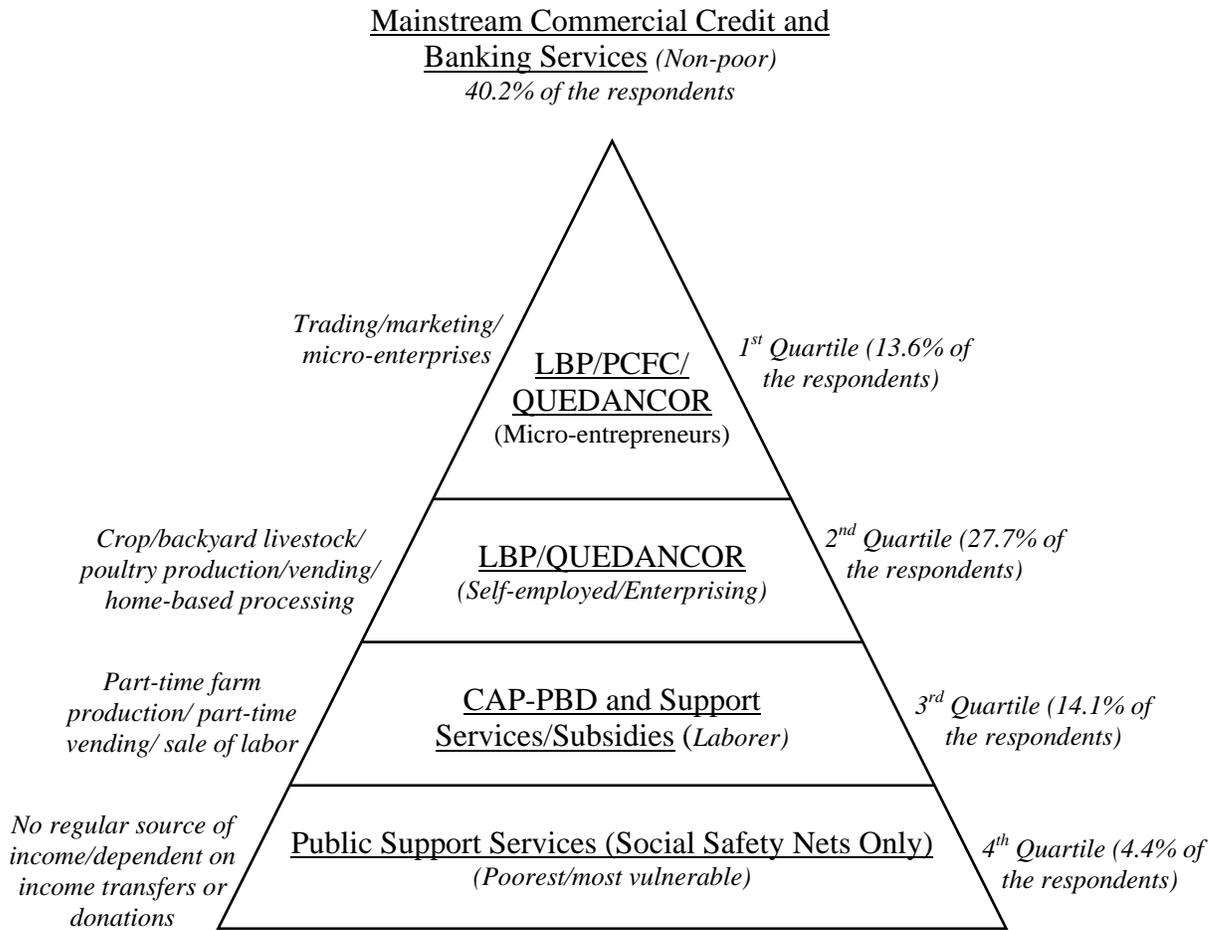 Mainstream Commercial Credit and
Banking Services (Non-poor)
40.2% of the respondents
Trading/marketing/
micro-enterprises
LBP/PCFC/
QUEDANCOR
(Micro-entrepreneurs)
1st Quartile (13.6% of
the respondents)
Crop/backyard livestock/
poultry production/vending/
home-based processing
LBP/QUEDANCOR
(Self-employed/Enterprising)
2nd Quartile (27.7% of
the respondents)
Part-time farm
production/ part-time
vending/ sale of labor
CAP-PBD and Support
Services/Subsidies (Laborer)
3rd Quartile (14.1% of
the respondents)
No regular source of
income/dependent on
income transfers or
donations
Public Support Services (Social Safety Nets Only)
(Poorest/most vulnerable)
4th Quartile (4.4% of
the respondents)